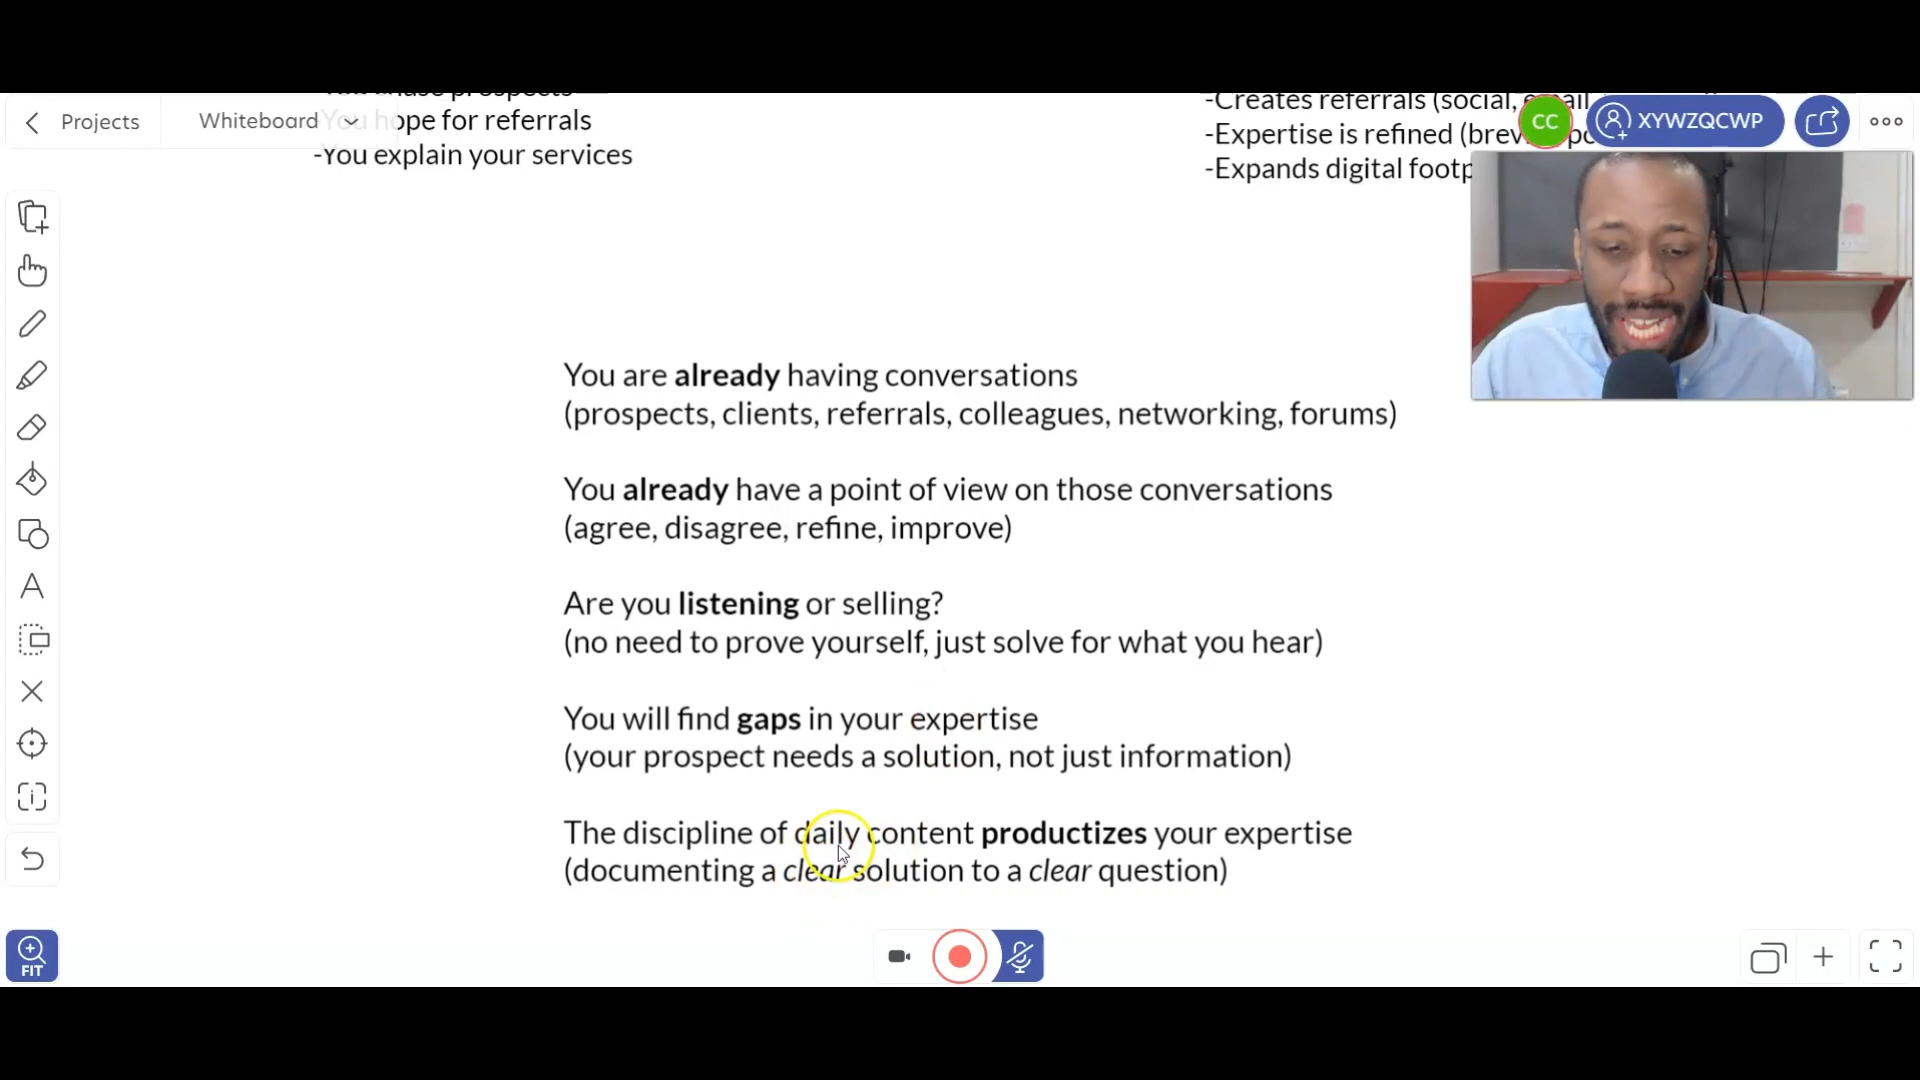 Projects
Whiteboard
You hope for referrals
-You explain your services
-Creates referrals (social,
-Expertise is refined
-Expands digital
CC
XYWZQCWP
You are already having conversations
(prospects, clients, referrals, colleagues, networking, forums)
You already have a point of view on those conversations
(agree, disagree, refine, improve)
Are you listening or selling?
(no need to prove yourself, just solve for what you hear)
You will find gaps in your expertise
(your prospect needs a solution, not just information)
The discipline of daily content productizes your expertise
(documenting a clear solution to a clear question)
FIT